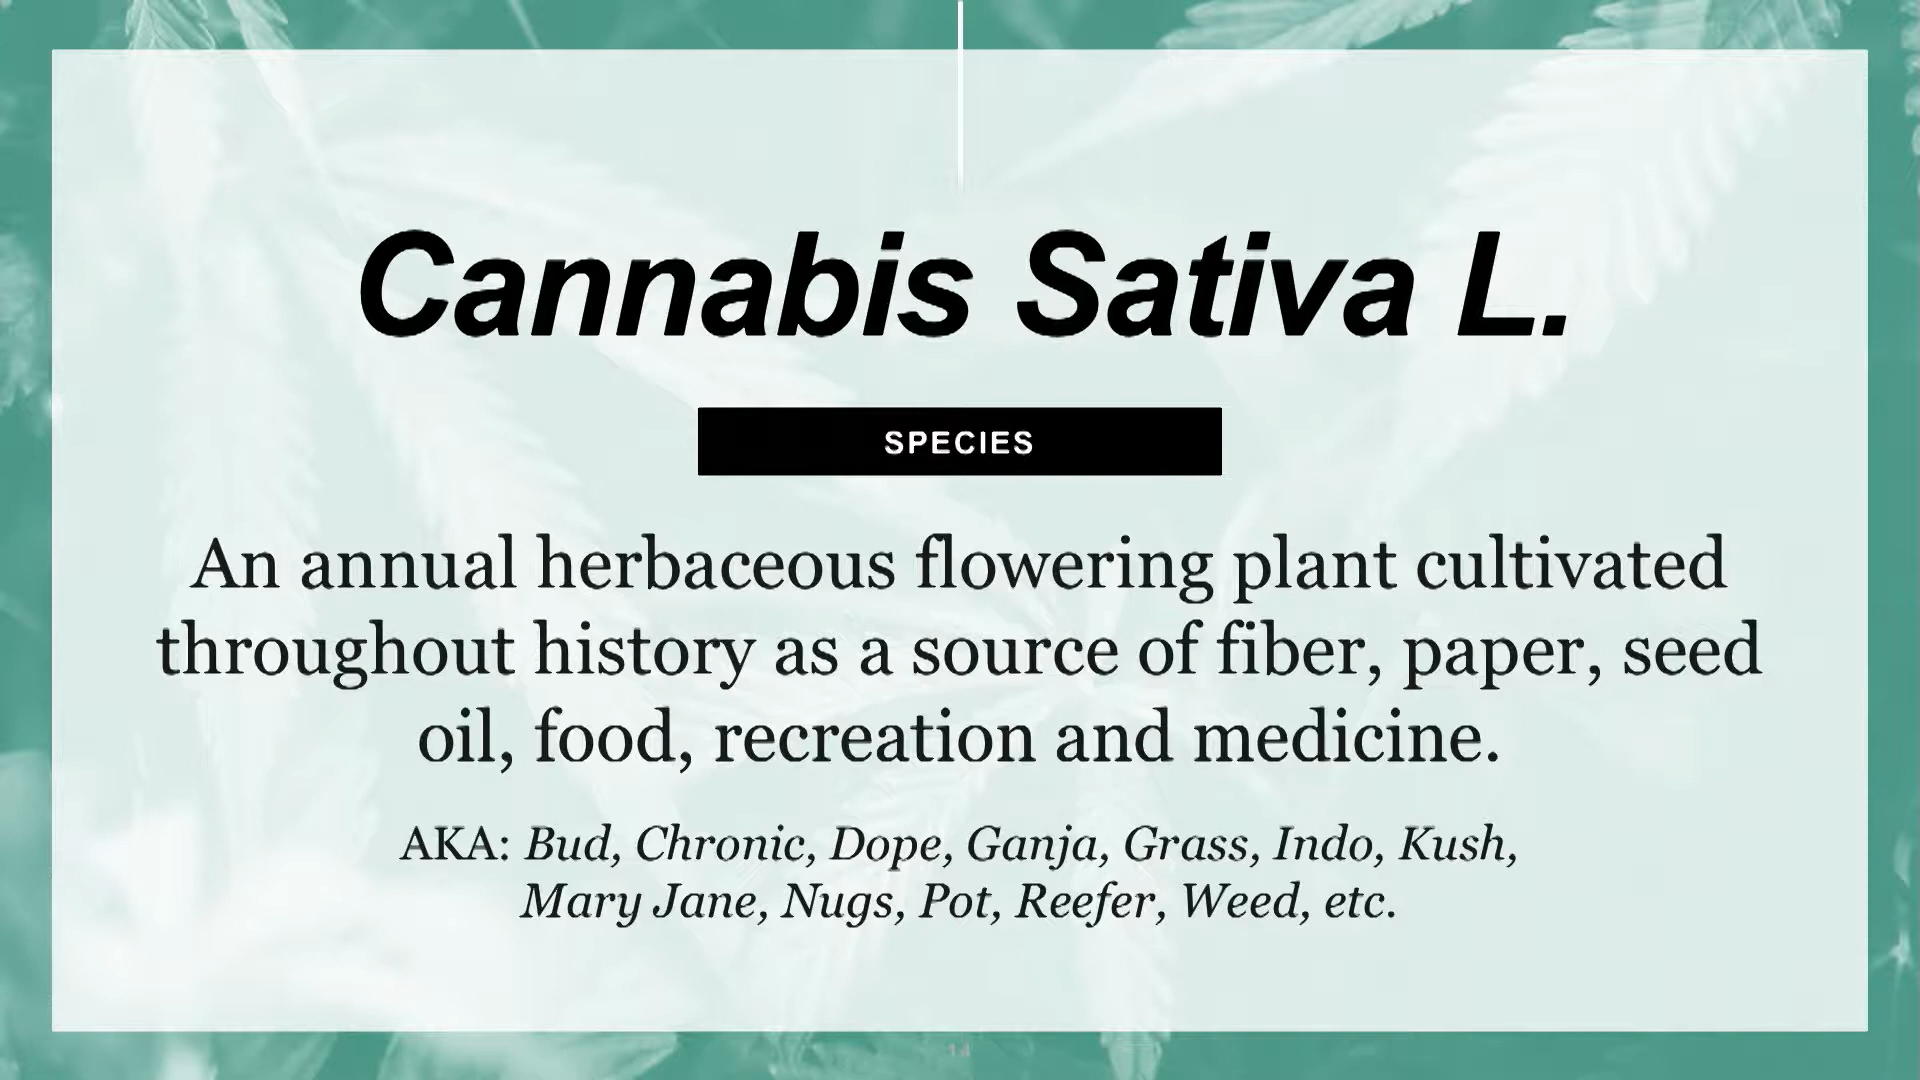 Cannabis Sativa L.
SPECIES
An annual herbaceous flowering plant cultivated
throughout history as a source of fiber, paper, seed
oil, food, recreation and medicine.
AKA: Bud, Chronic, Dope, Ganja, Grass, Indo, Kush,
Mary Jane, Nugs, Pot, Reefer, Weed, etc.
14